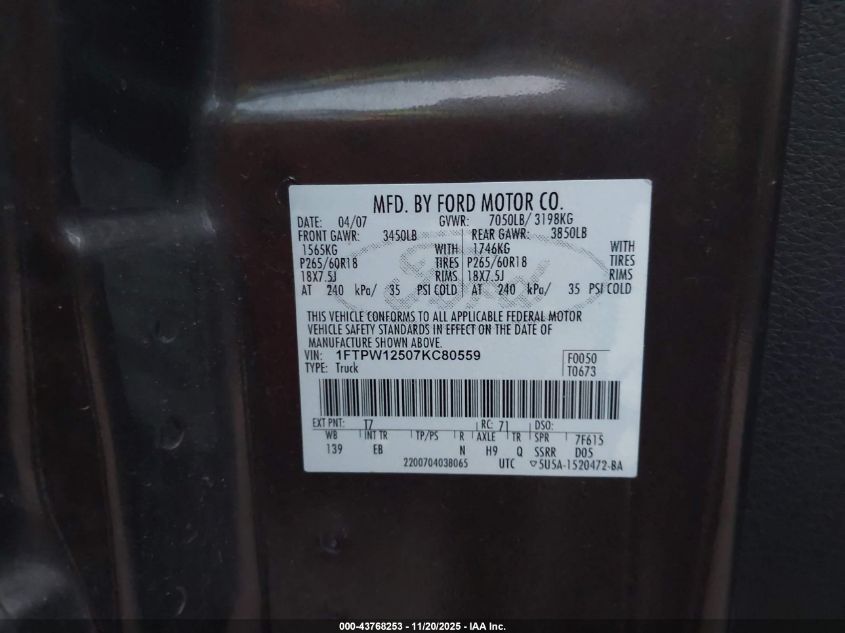 MFD. BY FORD MOTOR CO.
DATE: 04/07 GVWR: 7050LB/ 3198KG
FRONT GAWR: 3450LB REAR GAWR: 3850LB
1565KG WITH 1746KG WITH
P265/60R18 TIRES P265/60R18 TIRES
18X7.5J RIMS 18X7.5J RIMS
AT 240 kPa/ 35 PSI COLD AT 240 kPa/ 35 PSI COLD
THIS VEHICLE CONFORMS TO ALL APPLICABLE FEDERAL MOTOR
VEHICLE SAFETY STANDARDS IN EFFECT ON THE DATE OF
MANUFACTURE SHOWN ABOVE.
VIN: 1FTPW12507KC80559 F0050
TYPE: Truck T0673
EXT PNT: T7 RC: 71 DSO:
WB INT TR TP/PS R AXLE TR SPR 7F615
139 EB N H9 Q SSRR D05
2200704038065 UTC ▽5U5A-1520472-BA
000-43768253 - 11/20/2025 - IAA Inc.